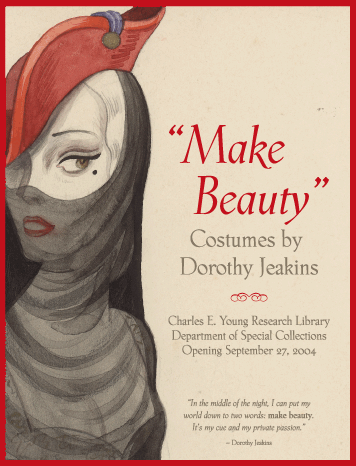 “Make
Beauty”
Costumes by
Dorothy Jeakins
Charles E. Young Research Library
Department of Special Collections
Opening September 27, 2004
“In the middle of the night, I can put my
world down to two words: make beauty.
It’s my cue and my private passion.”
– Dorothy Jeakins